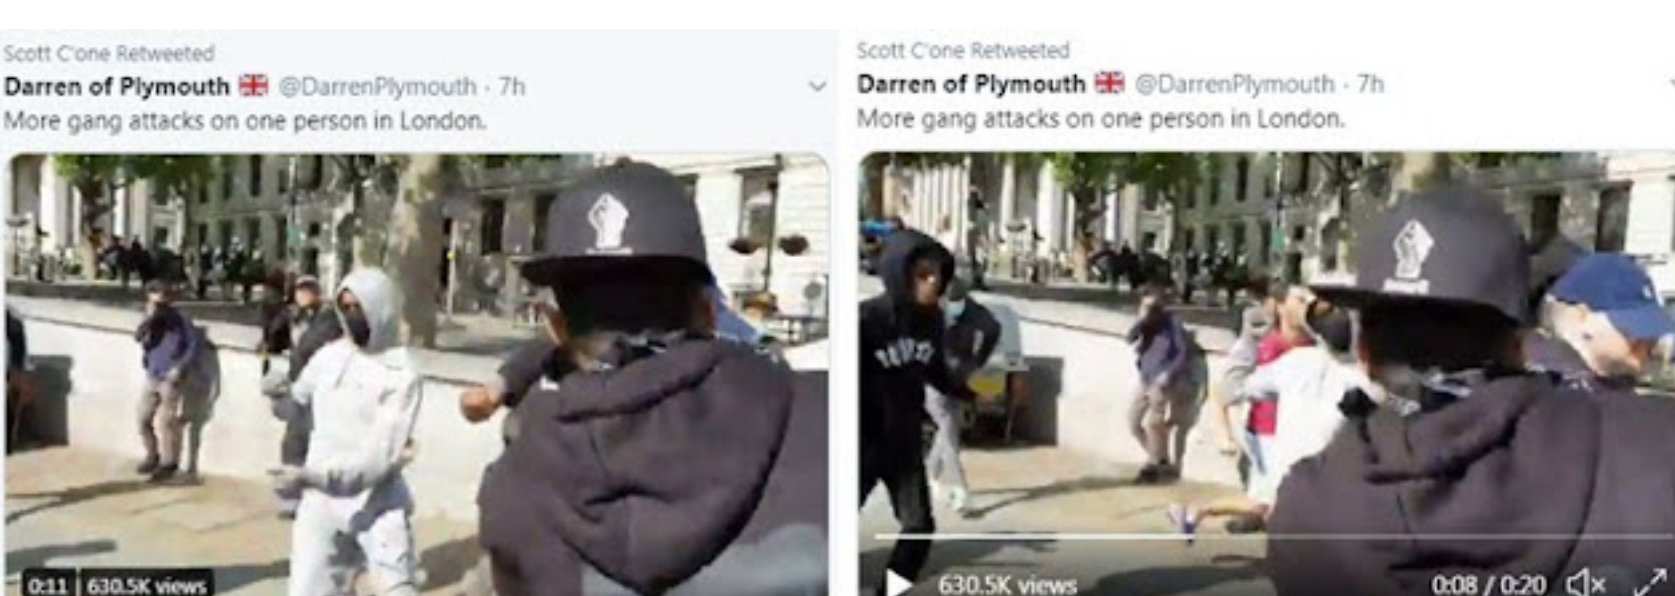 Scott C'one Retweeted
Darren of Plymouth 🇬🇧 @DarrenPlymouth · 7h
More gang attacks on one person in London.
0:11 630.5K views
Scott C'one Retweeted
Darren of Plymouth 🇬🇧 @DarrenPlymouth · 7h
More gang attacks on one person in London.
630.5K views 0:08 / 0:20